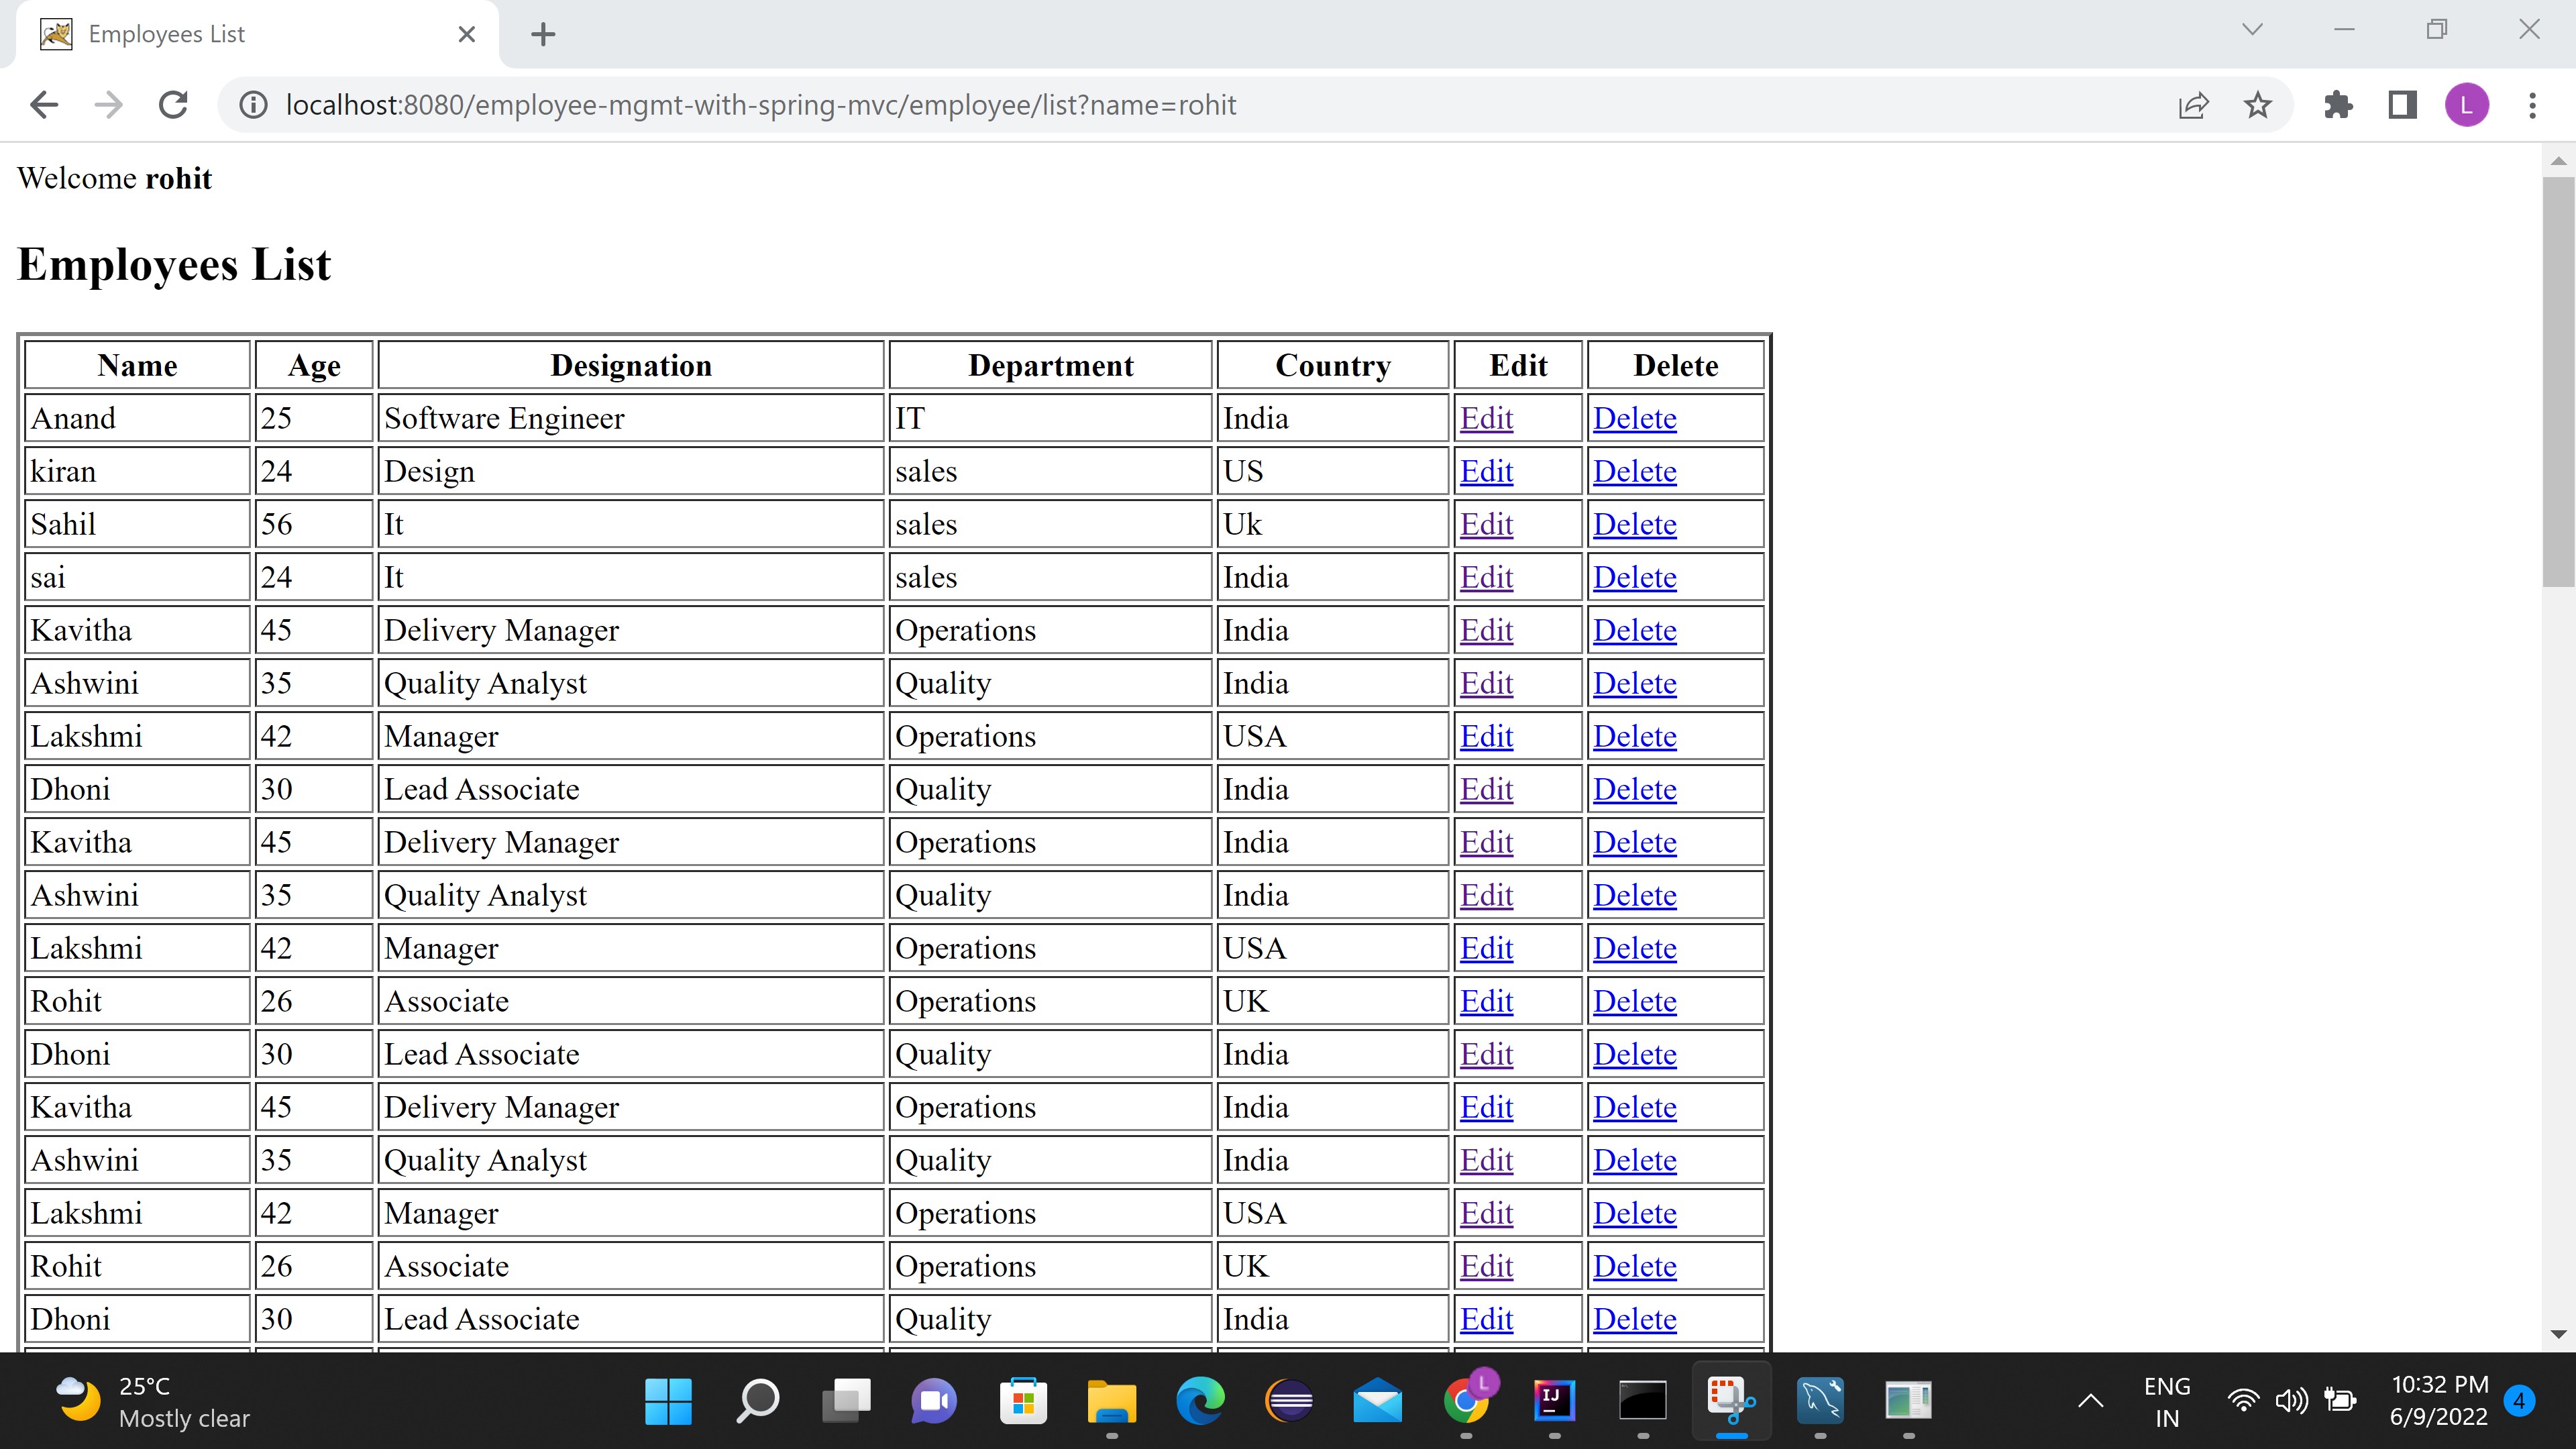 Employees List
localhost:8080/employee-mgmt-with-spring-mvc/employee/list?name=rohit
L
Welcome rohit
Employees List
Name Age Designation Department Country Edit Delete
Anand 25 Software Engineer IT India Edit Delete
kiran 24 Design sales US Edit Delete
Sahil 56 It sales Uk Edit Delete
sai 24 It sales India Edit Delete
Kavitha 45 Delivery Manager Operations India Edit Delete
Ashwini 35 Quality Analyst Quality India Edit Delete
Lakshmi 42 Manager Operations USA Edit Delete
Dhoni 30 Lead Associate Quality India Edit Delete
Kavitha 45 Delivery Manager Operations India Edit Delete
Ashwini 35 Quality Analyst Quality India Edit Delete
Lakshmi 42 Manager Operations USA Edit Delete
Rohit 26 Associate Operations UK Edit Delete
Dhoni 30 Lead Associate Quality India Edit Delete
Kavitha 45 Delivery Manager Operations India Edit Delete
Ashwini 35 Quality Analyst Quality India Edit Delete
Lakshmi 42 Manager Operations USA Edit Delete
Rohit 26 Associate Operations UK Edit Delete
Dhoni 30 Lead Associate Quality India Edit Delete
25°C
Mostly clear
L
IJ
ENG
IN
10:32 PM
6/9/2022
4